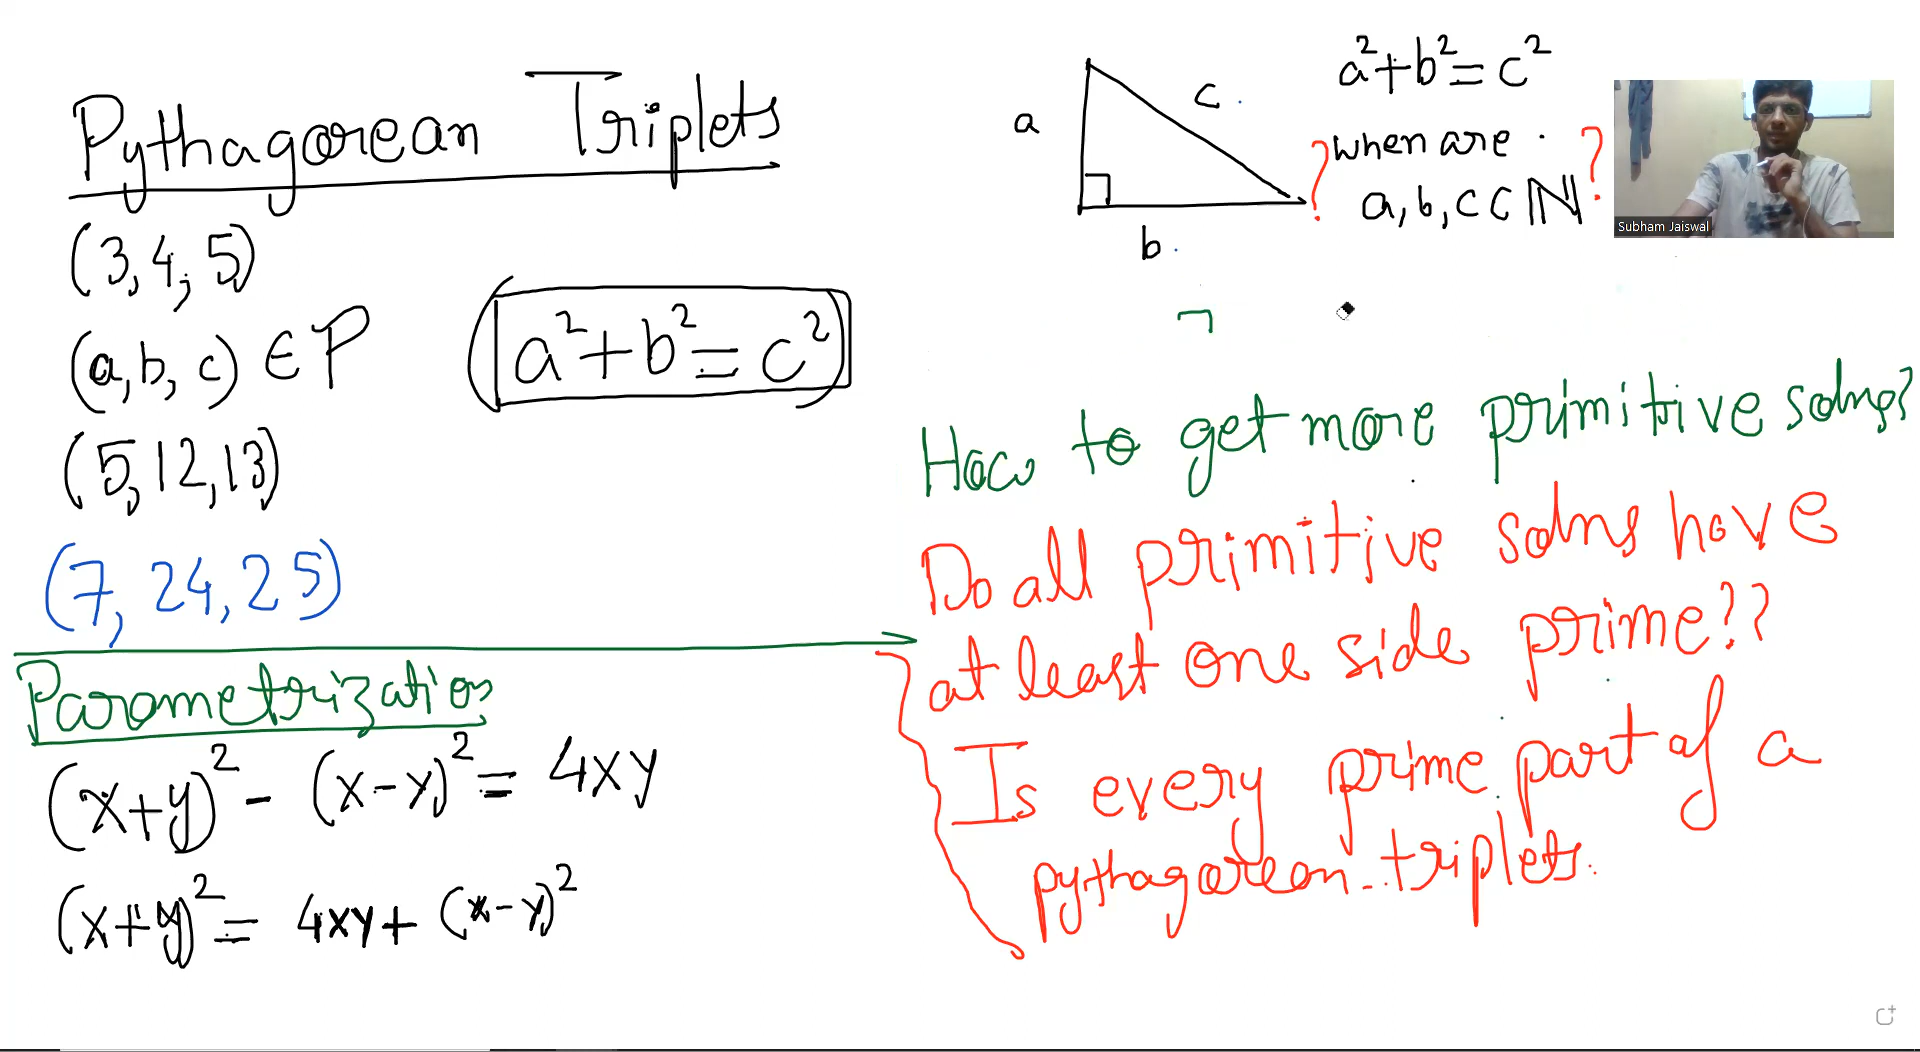 Pythagorean Triplets
(3, 4, 5)
(a, b, c) ∈ P
(a² + b² = c²)
(5, 12, 13)
(7, 24, 25)
Parametrization
(x+y)² - (x-y)² = 4xy
(x+y)² = 4xy + (x-y)²
a
b
c
a² + b² = c²
? when are ?
a, b, c ⊂ ℕ
Subham Jaiswal
How to get more primitive solns?
Do all primitive solns have
at least one side prime??
Is every prime part of a
pythagorean triplets.